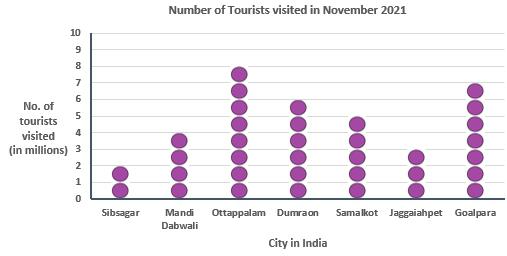 Number of Tourists visited in November 2021
10
9
8
7
6
5
4
3
2
1
0
No. of
tourists
visited
(in millions)
Sibsagar
Mandi
Dabwali
Ottappalam
Dumraon
Samalkot
Jaggaiahpet
Goalpara
City in India